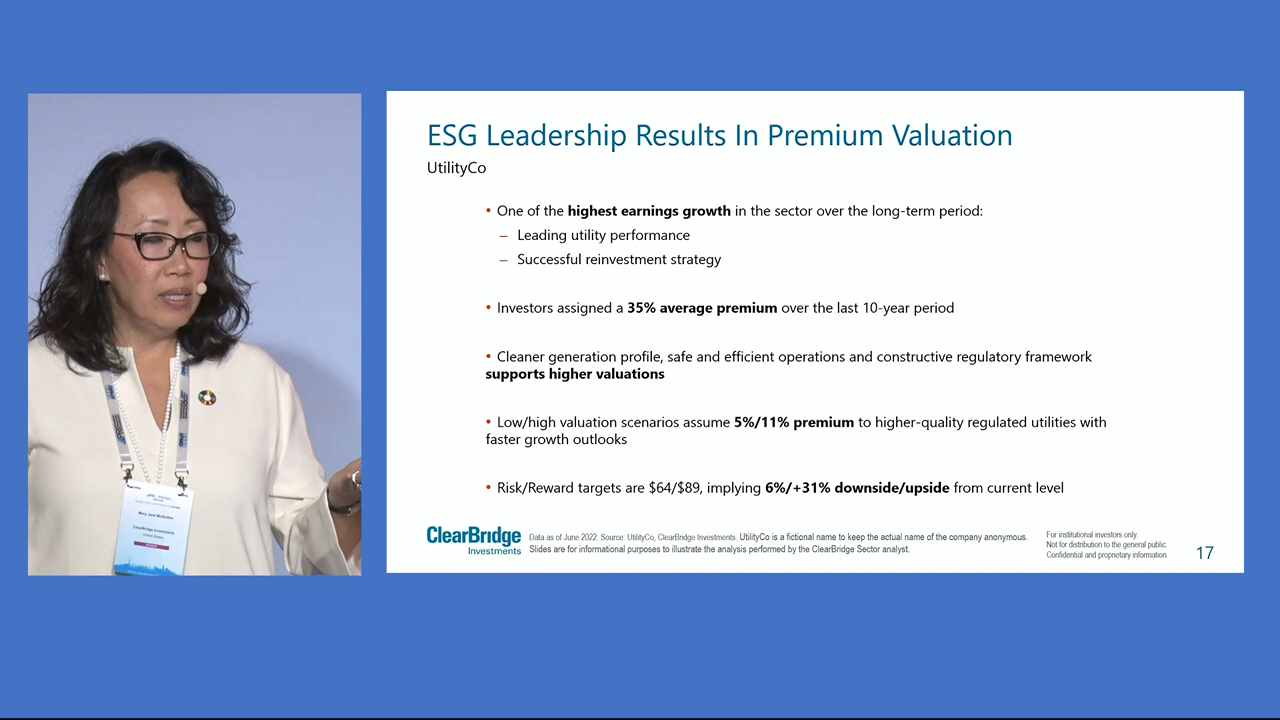 ESG Leadership Results In Premium Valuation
UtilityCo
• One of the highest earnings growth in the sector over the long-term period:
– Leading utility performance
– Successful reinvestment strategy
• Investors assigned a 35% average premium over the last 10-year period
• Cleaner generation profile, safe and efficient operations and constructive regulatory framework
supports higher valuations
• Low/high valuation scenarios assume 5%/11% premium to higher-quality regulated utilities with
faster growth outlooks
• Risk/Reward targets are $64/$89, implying 6%/+31% downside/upside from current level
ClearBridge
Investments
Data as of June 2022. Source: UtilityCo, ClearBridge Investments. UtilityCo is a fictional name to keep the actual name of the company anonymous.
Slides are for informational purposes to illustrate the analysis performed by the ClearBridge Sector analyst.
For institutional investors only.
Not for distribution to the general public.
Confidential and proprietary information.
17
ClearBridge Investments
United States